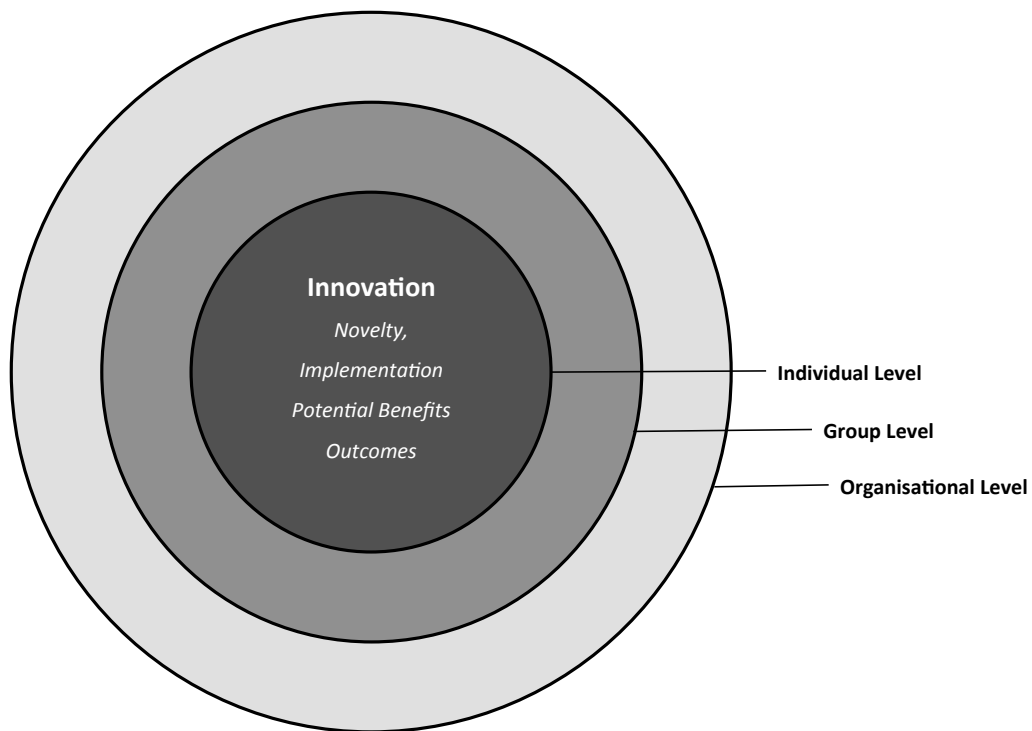 Innovation
Novelty,
Implementation
Potential Benefits
Outcomes
Individual Level
Group Level
Organisational Level